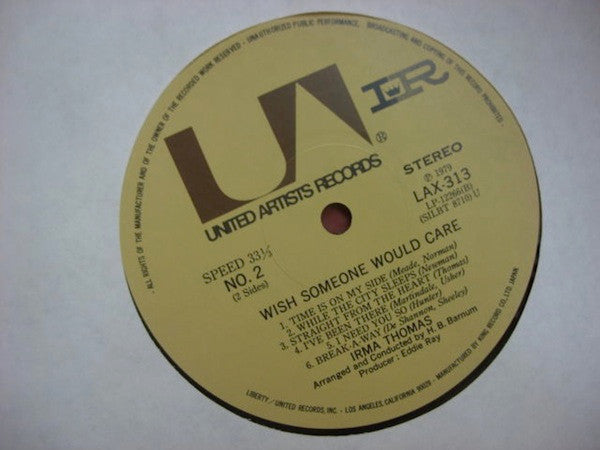 - ALL RIGHTS OF THE MANUFACTURER AND OF THE OWNER OF THE RECORDED WORK RESERVED - UNAUTHORIZED PUBLIC PERFORMANCE, BROADCASTING AND COPYING OF THIS RECORD PROHIBITED.
UA
IR
®
UNITED ARTISTS RECORDS
STEREO
℗ 1979
LAX-313
LP-12266(B)
(SILBT 8719) U
SPEED 33⅓
NO. 2
(2 Sides)
WISH SOMEONE WOULD CARE
1. TIME IS ON MY SIDE (Meade, Norman)
2. WHILE THE CITY SLEEPS (Newman)
3. STRAIGHT FROM THE HEART (Thomas)
4. I'VE BEEN THERE (Martindale, Usher)
5. I NEED YOU SO (Hunter)
6. BREAK-A-WAY (De Shannon, Sheeley)
IRMA THOMAS
Arranged and Conducted by H. B. Barnum
Producer : Eddie Ray
LIBERTY/UNITED RECORDS, INC. - LOS ANGELES, CALIFORNIA 90028 - MANUFACTURED BY KING RECORD CO., LTD. JAPAN